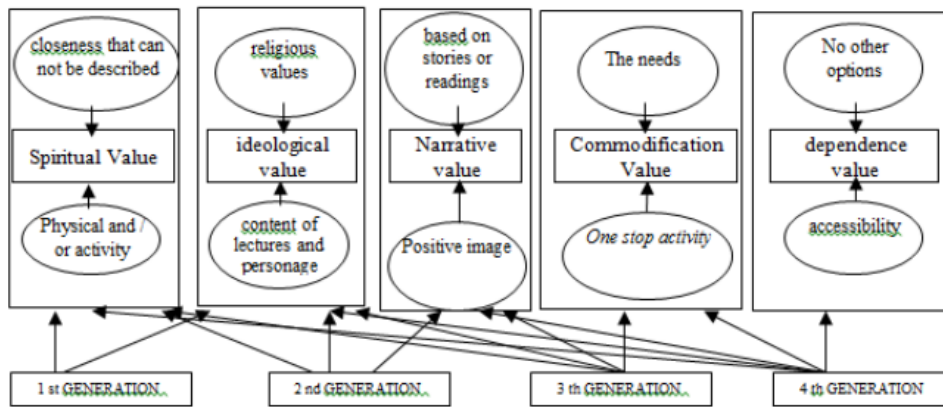 closeness that can
not be described
Spiritual Value
Physical and /
or activity
religious
values
ideological
value
content of
lectures and
personage
based on
stories or
readings
Narrative
value
Positive image
The needs
Commodification
Value
One stop activity
No other
options
dependence
value
accessibility
1 st GENERATION
2 nd GENERATION
3 th GENERATION
4 th GENERATION